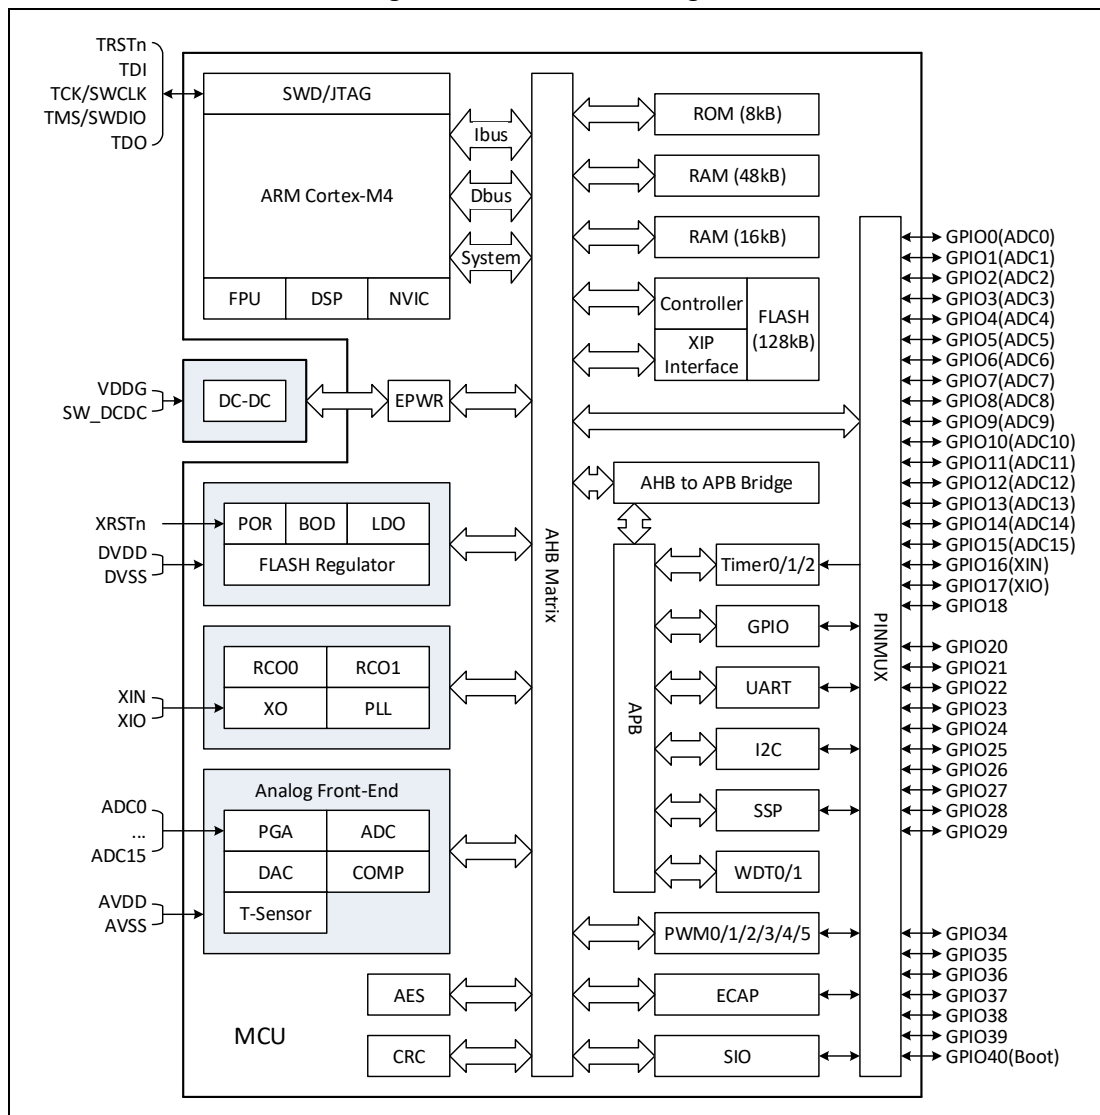 TRSTn
TDI
TCK/SWCLK
TMS/SWDIO
TDO
SWD/JTAG
ARM Cortex-M4
FPU
DSP
NVIC
Ibus
Dbus
System
VDDG
SW_DCDC
DC-DC
EPWR
XRSTn
DVDD
DVSS
POR
BOD
LDO
FLASH Regulator
XIN
XIO
RCO0
RCO1
XO
PLL
ADC0
...
ADC15
AVDD
AVSS
Analog Front-End
PGA
ADC
DAC
COMP
T-Sensor
AES
CRC
MCU
AHB Matrix
ROM (8kB)
RAM (48kB)
RAM (16kB)
Controller
XIP
Interface
FLASH
(128kB)
AHB to APB Bridge
APB
Timer0/1/2
GPIO
UART
I2C
SSP
WDT0/1
PWM0/1/2/3/4/5
ECAP
SIO
PINMUX
GPIO0(ADC0)
GPIO1(ADC1)
GPIO2(ADC2)
GPIO3(ADC3)
GPIO4(ADC4)
GPIO5(ADC5)
GPIO6(ADC6)
GPIO7(ADC7)
GPIO8(ADC8)
GPIO9(ADC9)
GPIO10(ADC10)
GPIO11(ADC11)
GPIO12(ADC12)
GPIO13(ADC13)
GPIO14(ADC14)
GPIO15(ADC15)
GPIO16(XIN)
GPIO17(XIO)
GPIO18
GPIO20
GPIO21
GPIO22
GPIO23
GPIO24
GPIO25
GPIO26
GPIO27
GPIO28
GPIO29
GPIO34
GPIO35
GPIO36
GPIO37
GPIO38
GPIO39
GPIO40(Boot)